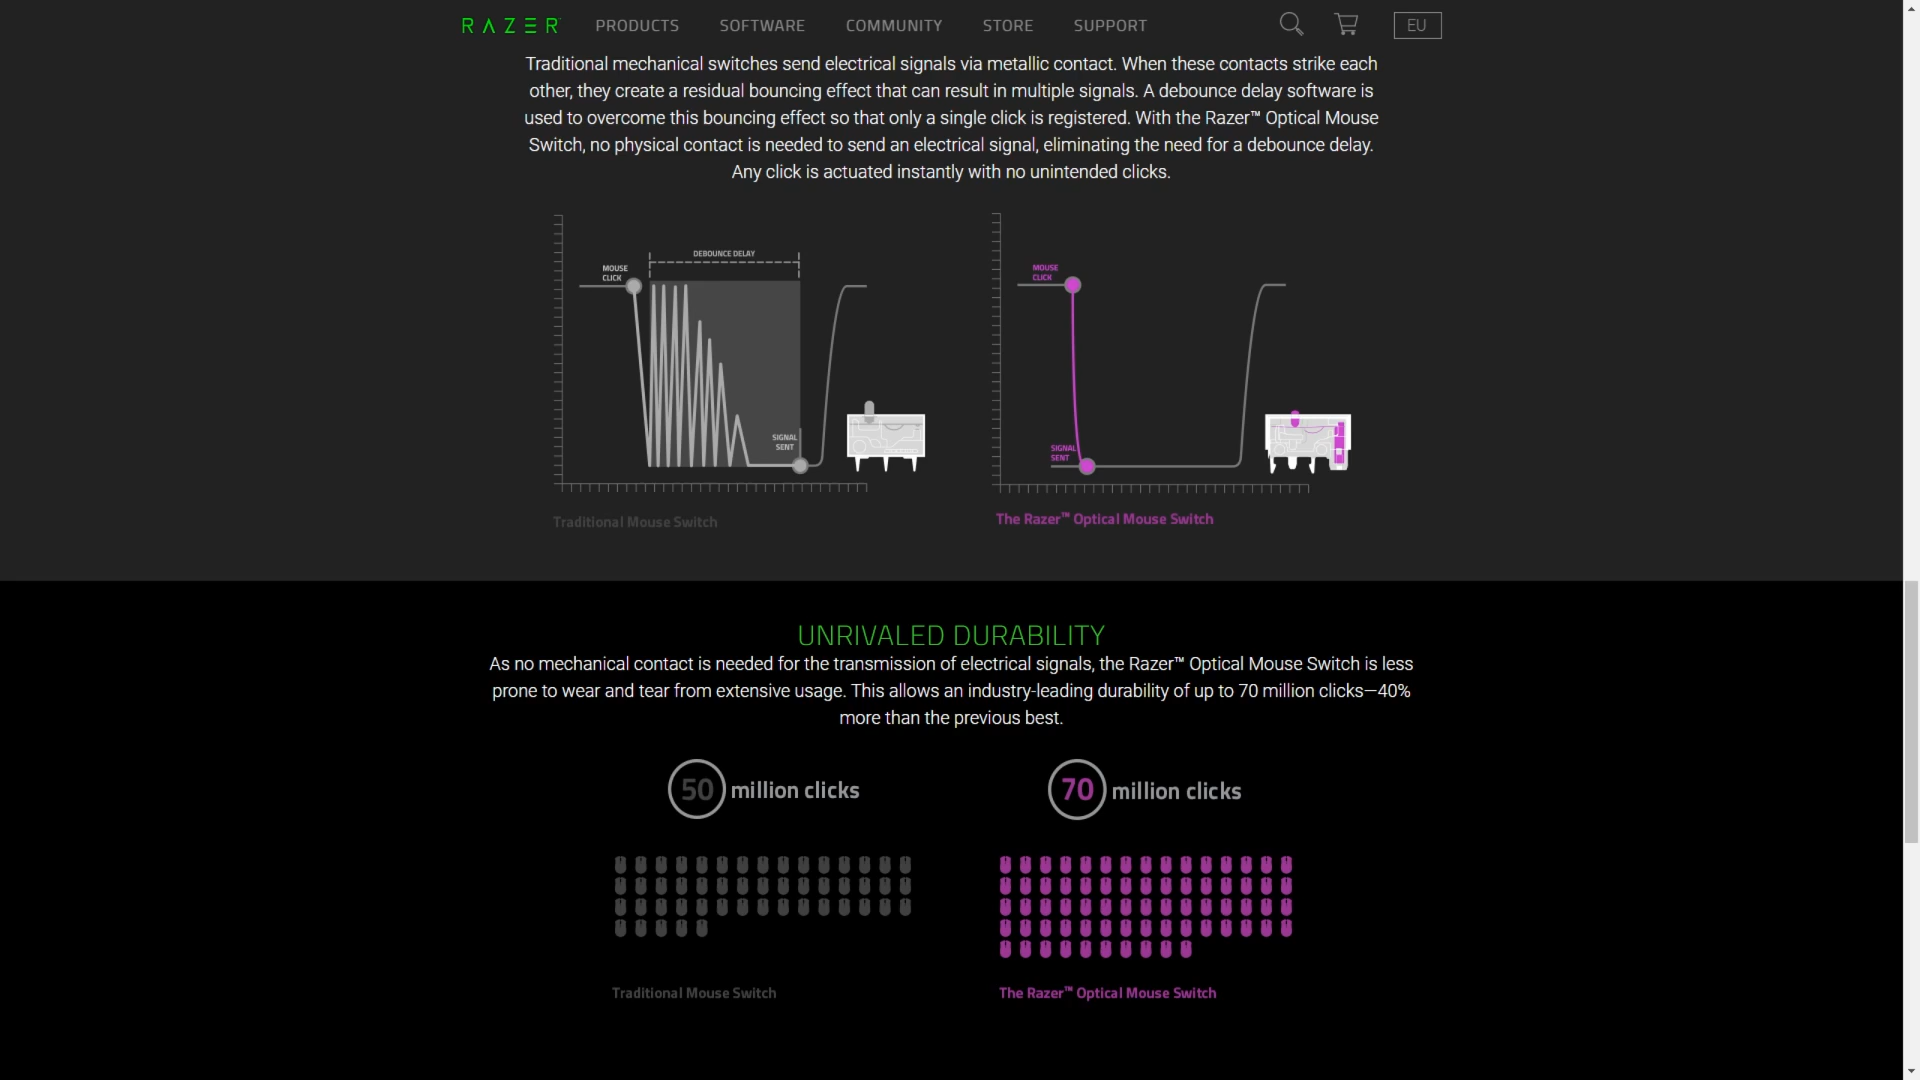 RAZER PRODUCTS SOFTWARE COMMUNITY STORE SUPPORT EU
Traditional mechanical switches send electrical signals via metallic contact. When these contacts strike each
other, they create a residual bouncing effect that can result in multiple signals. A debounce delay software is
used to overcome this bouncing effect so that only a single click is registered. With the Razer™ Optical Mouse
Switch, no physical contact is needed to send an electrical signal, eliminating the need for a debounce delay.
Any click is actuated instantly with no unintended clicks.
DEBOUNCE DELAY
MOUSE
CLICK
SIGNAL
SENT
Traditional Mouse Switch
MOUSE
CLICK
SIGNAL
SENT
The Razer™ Optical Mouse Switch
UNRIVALED DURABILITY
As no mechanical contact is needed for the transmission of electrical signals, the Razer™ Optical Mouse Switch is less
prone to wear and tear from extensive usage. This allows an industry-leading durability of up to 70 million clicks—40%
more than the previous best.
50 million clicks
70 million clicks
Traditional Mouse Switch
The Razer™ Optical Mouse Switch